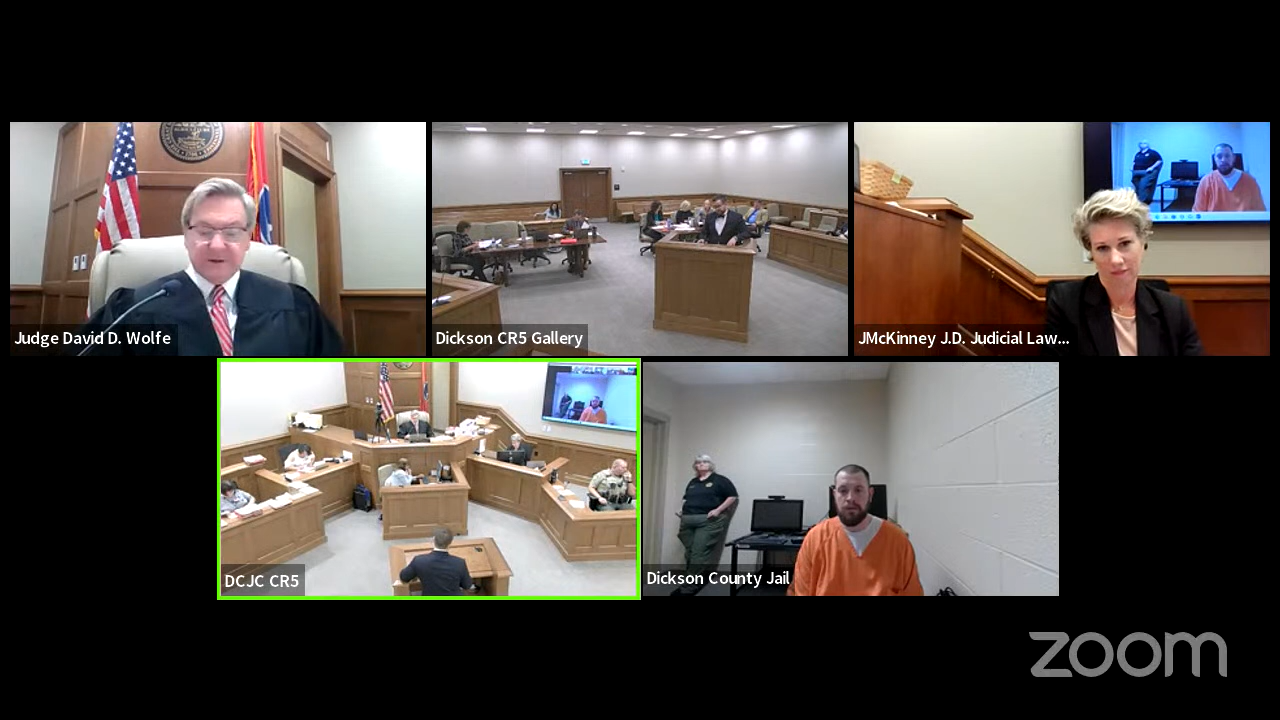 Judge David D. Wolfe
Dickson CR5 Gallery
JMcKinney J.D. Judicial Law...
DCJC CR5
Dickson County Jail
zoom